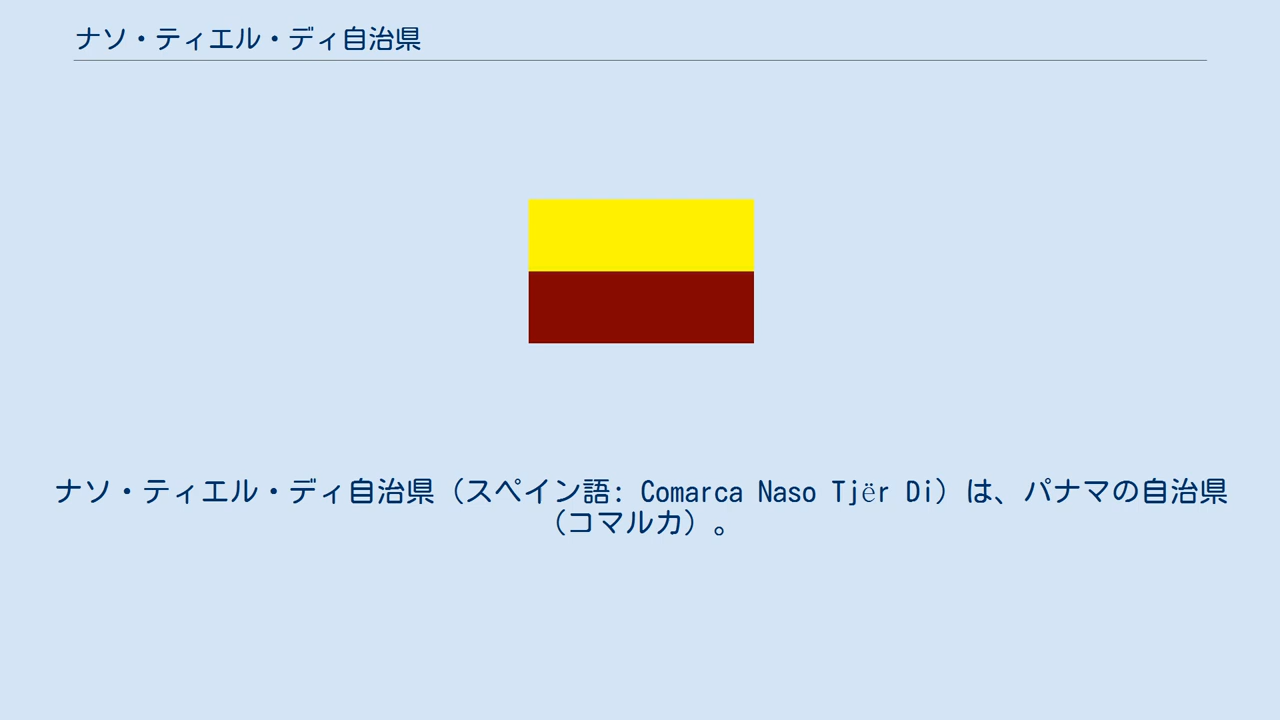 ナソ・ティエル・ディ自治県
ナソ・ティエル・ディ自治県（スペイン語: Comarca Naso Tjër Di）は、パナマの自治県
（コマルカ）。